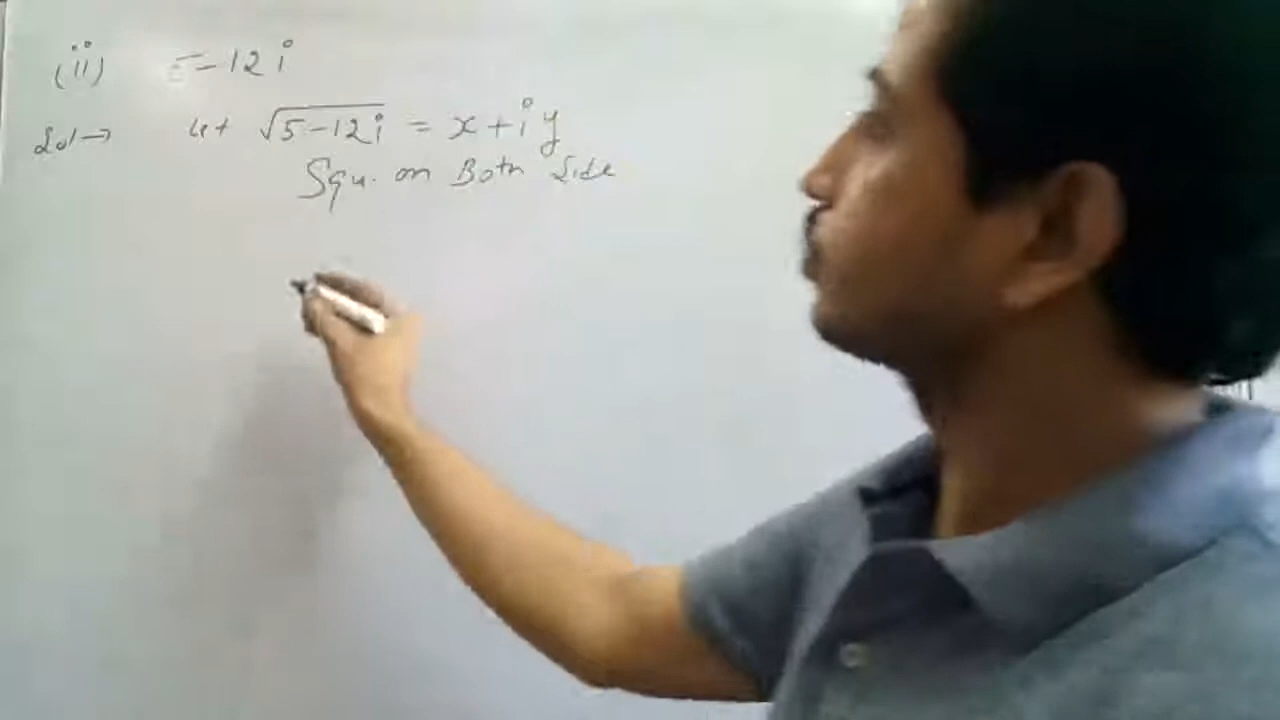 (ii) 5-12i
Sol→ Let √5-12i = x+iy
Squ. on Both Side